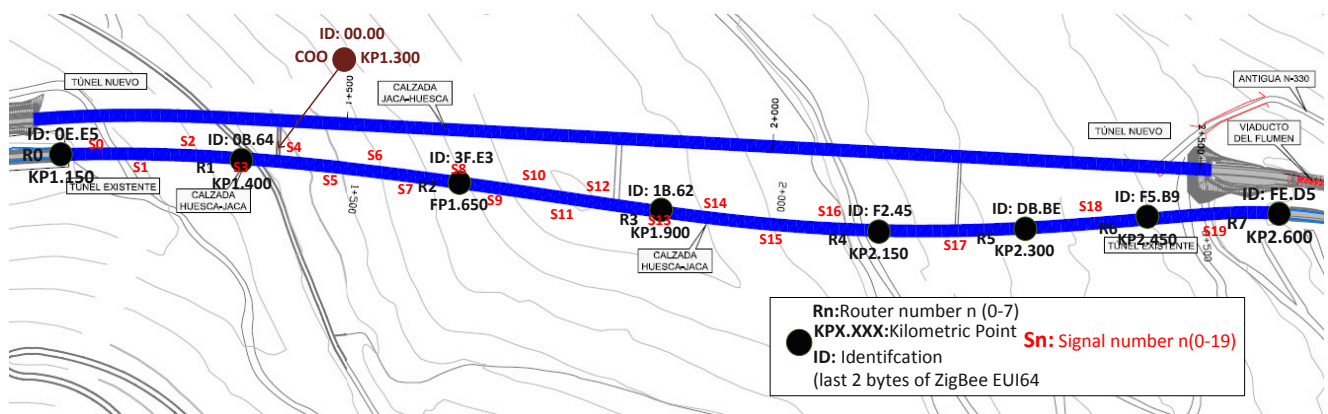 ID: 00.00
COO
KP1.300
TÚNEL NUEVO
1+500
CALZADA
JACA-HUESCA
2+000
TÚNEL NUEVO
ANTIGUA N-330
2+500
VIADUCTO
DEL FLUMEN
ID: 0E.E5
R0
S0
KP1.150
S1
TÚNEL EXISTENTE
S2
ID: 0B.64
R1
S3
KP1.400
CALZADA
HUESCA-JACA
S4
S5
S6
1+500
S7
ID: 3F.E3
S8
R2
FP1.650
S9
S10
S11
S12
ID: 1B.62
R3
S13
KP1.900
S14
CALZADA
HUESCA-JACA
S15
2+000
S16
ID: F2.45
R4
KP2.150
S17
ID: DB.BE
R5
KP2.300
S18
ID: F5.B9
R6
KP2.450
TÚNEL EXISTENTE
S19
+500
ID: FE.D5
R7
KP2.600
Rn:Router number n (0-7)
KPX.XXX:Kilometric Point
Sn: Signal number n(0-19)
ID: Identifcation
(last 2 bytes of ZigBee EUI64